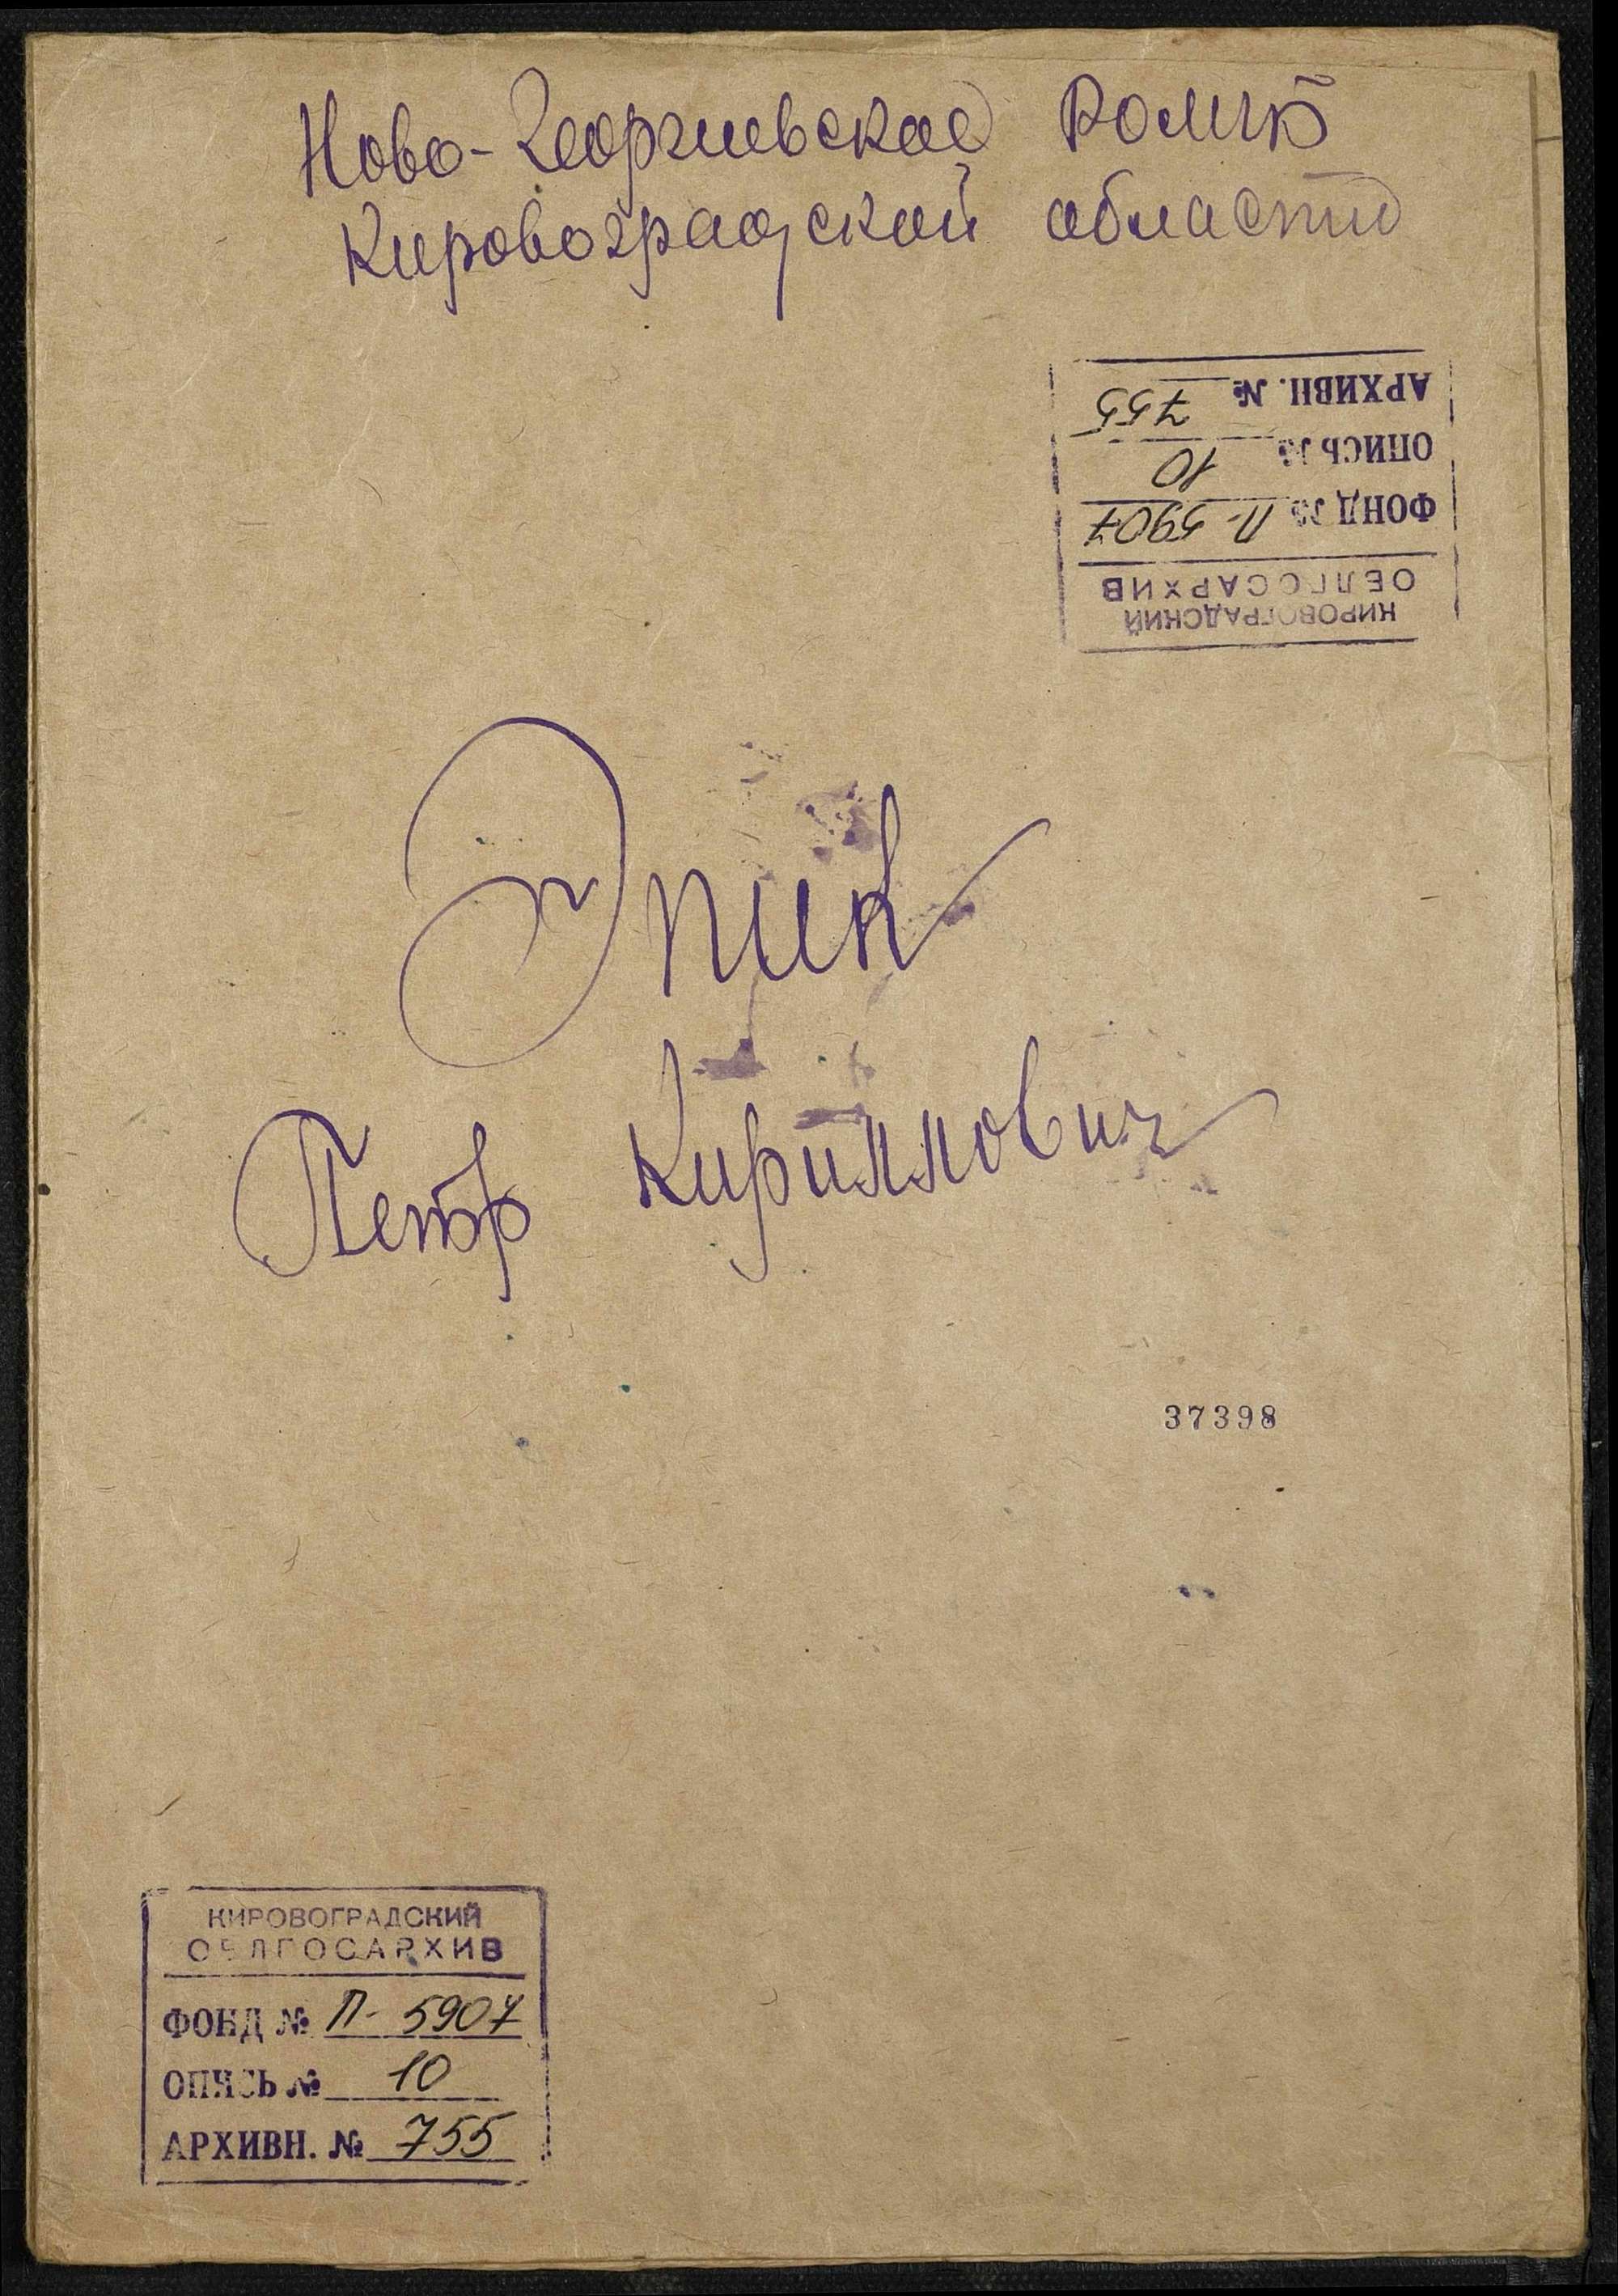 Ново-Георгиевское РОМГБ
Кировоградской области
АРХИВН. № 755
ОПИСЬ № 10
ФОНД № П-5907
КИРОВОГРАДСКИЙ
ОБЛГОСАРХИВ
Эпик
Петр Кириллович
37398
КИРОВОГРАДСКИЙ
ОБЛГОСАРХИВ
ФОНД № П-5907
ОПИСЬ № 10
АРХИВН. № 755